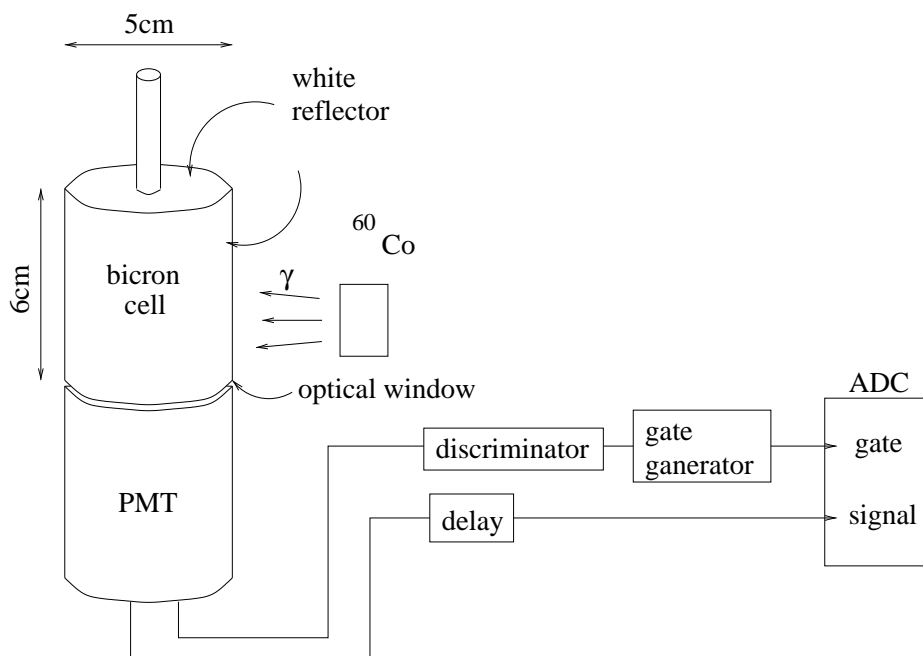 5cm
white
reflector
60
Co
γ
bicron
cell
6cm
optical window
ADC
discriminator
gate
ganerator
gate
PMT
delay
signal